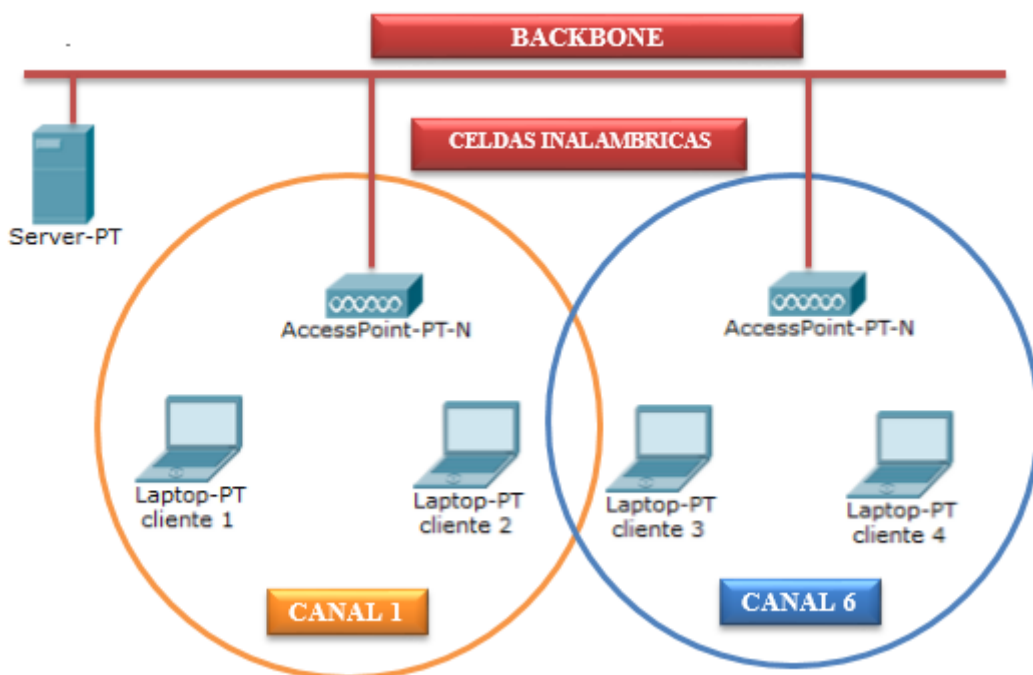 BACKBONE
CELDAS INALAMBRICAS
Server-PT
AccessPoint-PT-N
AccessPoint-PT-N
Laptop-PT
cliente 1
Laptop-PT
cliente 2
Laptop-PT
cliente 3
Laptop-PT
cliente 4
CANAL 1
CANAL 6